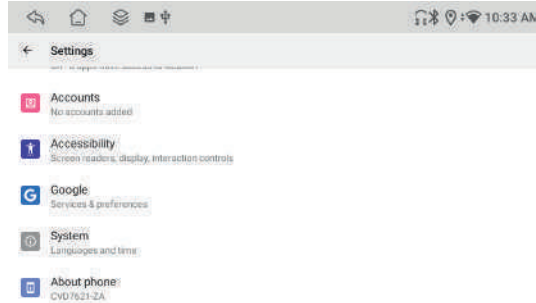 10:33 AM
Settings
Accounts
No accounts added
Accessibility
Screen readers, display, interaction controls
Google
Services & preferences
System
Languages and time
About phone
CVD7621-ZA